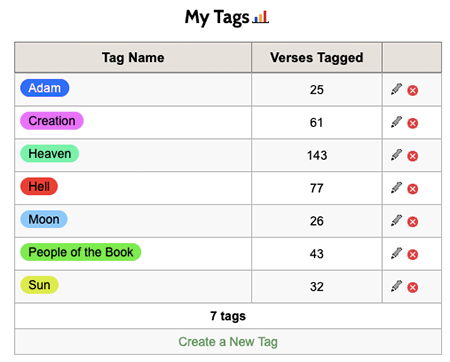 My Tags
Tag Name Verses Tagged
Adam 25
Creation 61
Heaven 143
Hell 77
Moon 26
People of the Book 43
Sun 32
7 tags
Create a New Tag